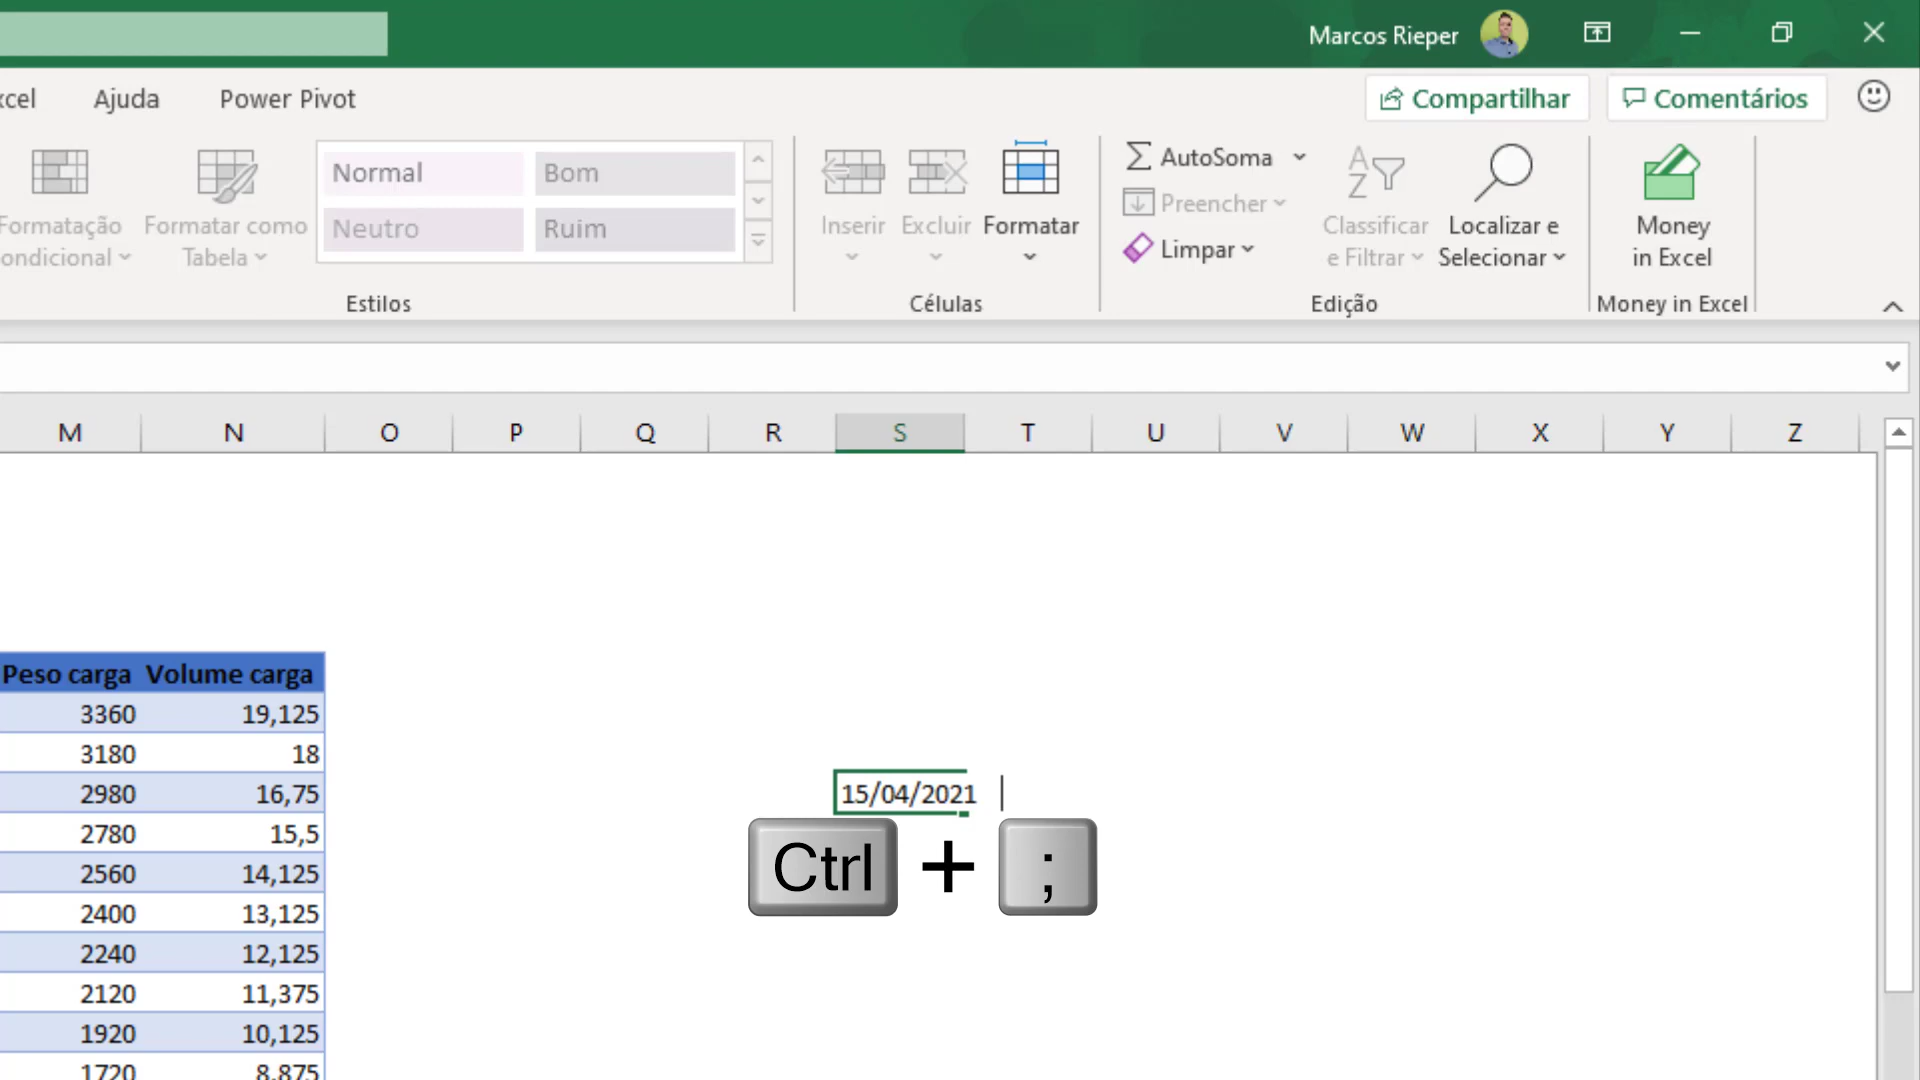 Marcos Rieper
Ajuda Power Pivot Compartilhar Comentários
Normal Bom
Neutro Ruim
Formatar como
Tabela
Estilos
Inserir Excluir Formatar
Células
AutoSoma
Preencher
Limpar
Classificar
e Filtrar
Localizar e
Selecionar
Edição
Money
in Excel
Money in Excel
M N O P Q R S T U V W X Y Z
Peso carga Volume carga
3360 19,125
3180 18
2980 16,75
2780 15,5
2560 14,125
2400 13,125
2240 12,125
2120 11,375
1920 10,125
1720 8,875
15/04/2021
Ctrl + ;